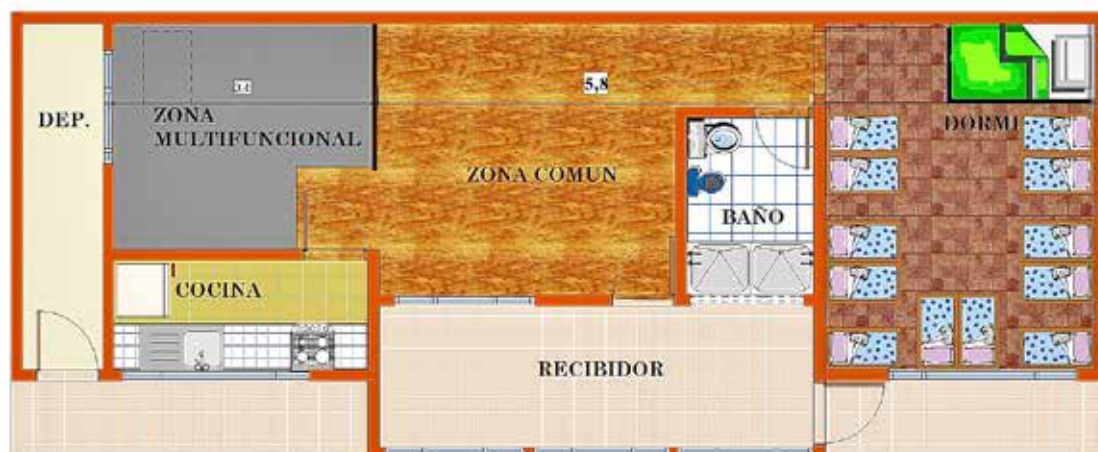 5,8
DEP.
ZONA
MULTIFUNCIONAL
DORMI
ZONA COMUN
BAÑO
COCINA
RECIBIDOR